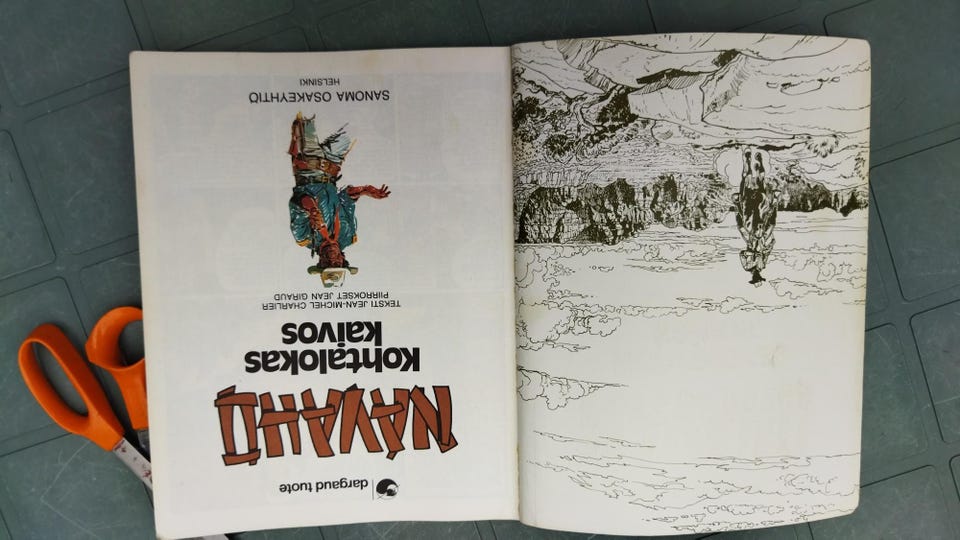 dargaud tuote
NAVAHO
Kohtalokas
kaivos
TEKSTI JEAN-MICHEL CHARLIER
PIIRROKSET JEAN GIRAUD
SANOMA OSAKEYHTIÖ
HELSINKI